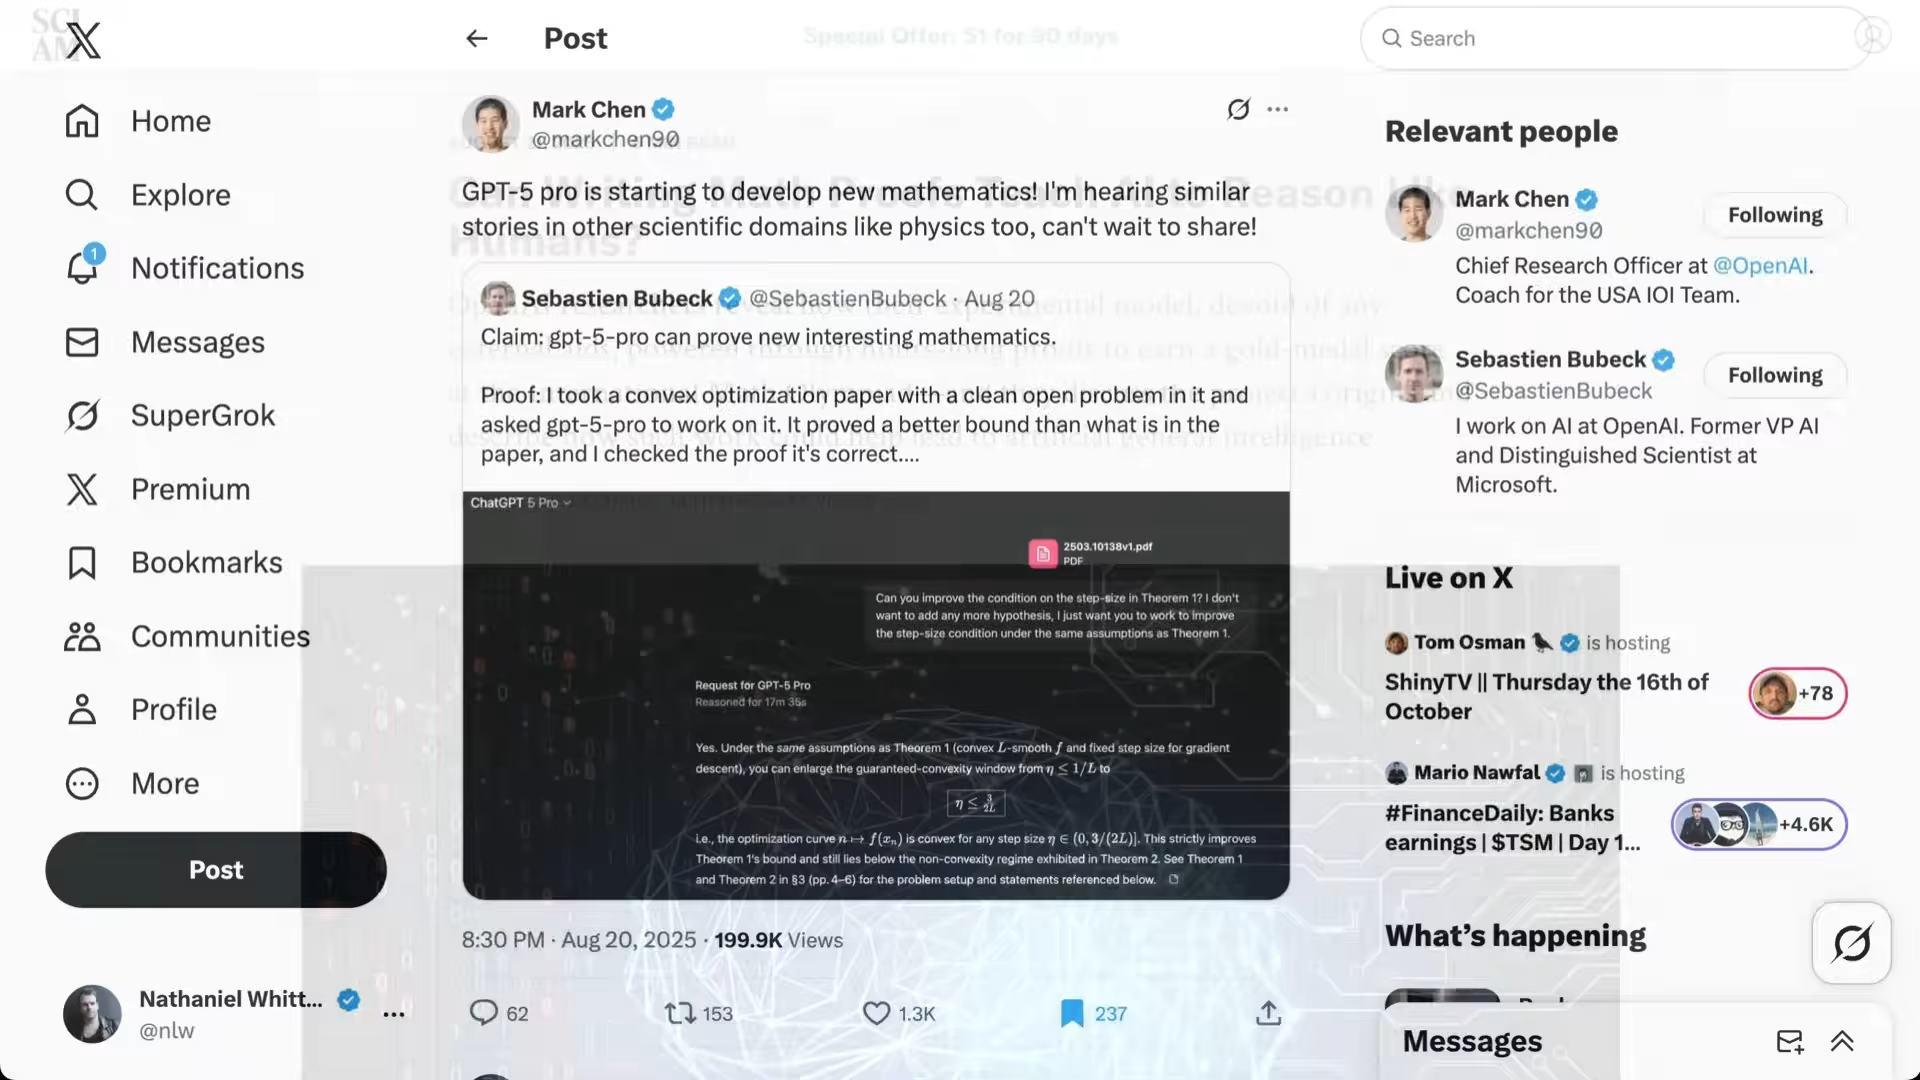 SCI
AM
Post
Special Offer: $1 for 90 days
Search
Home
Explore
1
Notifications
Messages
SuperGrok
Premium
Bookmarks
Communities
Profile
More
Post
Nathaniel Whitt...
@nlw
Mark Chen
@markchen90
GPT-5 pro is starting to develop new mathematics! I'm hearing similar
stories in other scientific domains like physics too, can't wait to share!
Can Writing Math Proofs Teach AI to Reason Like
Humans?
Sebastien Bubeck @SebastienBubeck · Aug 20
Claim: gpt-5-pro can prove new interesting mathematics.
Proof: I took a convex optimization paper with a clean open problem in it and
asked gpt-5-pro to work on it. It proved a better bound than what is in the
paper, and I checked the proof it's correct....
ChatGPT 5 Pro
2503.10138v1.pdf
PDF
Can you improve the condition on the step-size in Theorem 1? I don't
want to add any more hypothesis, I just want you to work to improve
the step-size condition under the same assumptions as Theorem 1.
Request for GPT-5 Pro
Reasoned for 17m 35s
Yes. Under the same assumptions as Theorem 1 (convex L-smooth f and fixed step size for gradient
descent), you can enlarge the guaranteed-convexity window from η ≤ 1/L to
η ≤ 3/2L
i.e., the optimization curve n ↦ f(xₙ) is convex for any step size η ∈ (0, 3/(2L)]. This strictly improves
Theorem 1's bound and still lies below the non-convexity regime exhibited in Theorem 2. See Theorem 1
and Theorem 2 in §3 (pp. 4–6) for the problem setup and statements referenced below.
8:30 PM · Aug 20, 2025 · 199.9K Views
62
153
1.3K
237
Relevant people
Mark Chen
@markchen90
Following
Chief Research Officer at @OpenAI.
Coach for the USA IOI Team.
Sebastien Bubeck
@SebastienBubeck
Following
I work on AI at OpenAI. Former VP AI
and Distinguished Scientist at
Microsoft.
Live on X
Tom Osman is hosting
ShinyTV || Thursday the 16th of
October
+78
Mario Nawfal is hosting
#FinanceDaily: Banks
earnings | $TSM | Day 1...
+4.6K
What's happening
Messages